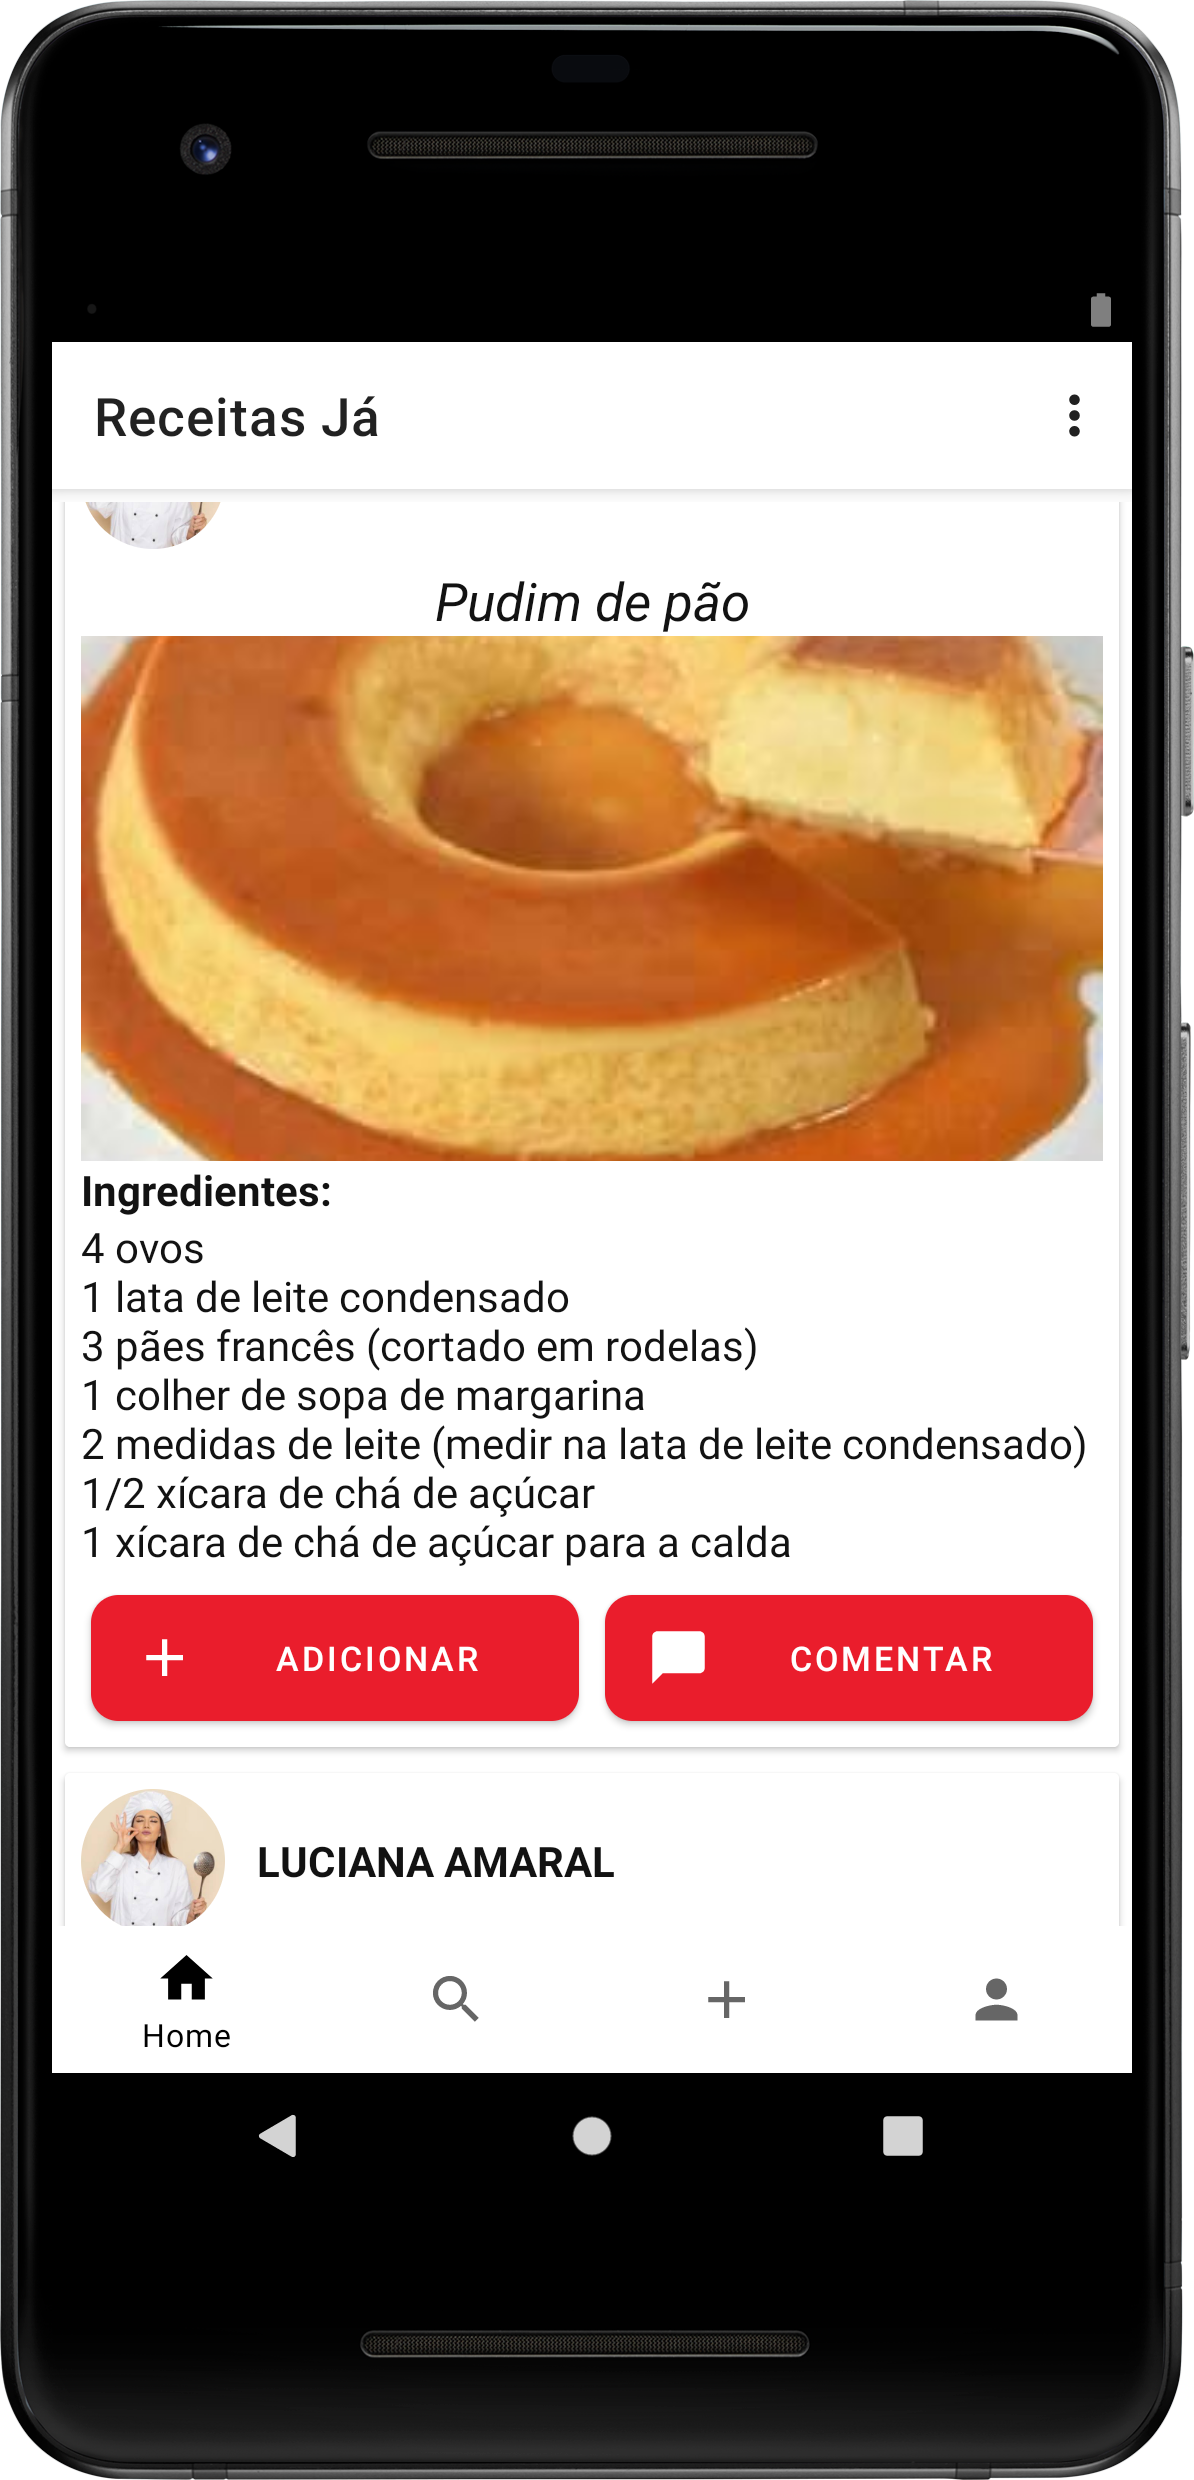 Receitas Já
Pudim de pão
Ingredientes:
4 ovos
1 lata de leite condensado
3 pães francês (cortado em rodelas)
1 colher de sopa de margarina
2 medidas de leite (medir na lata de leite condensado)
1/2 xícara de chá de açúcar
1 xícara de chá de açúcar para a calda
ADICIONAR
COMENTAR
LUCIANA AMARAL
Home